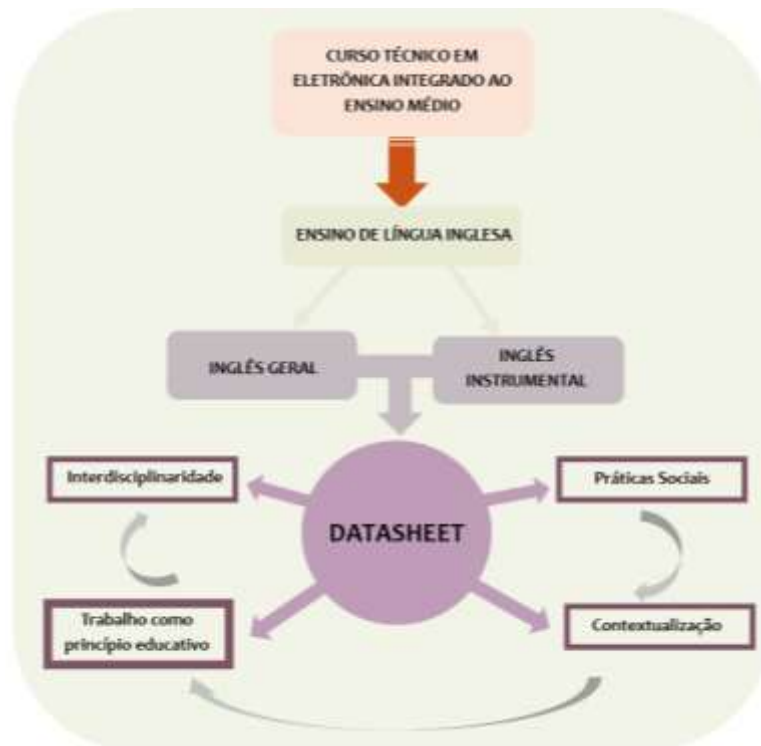 CURSO TÉCNICO EM
ELETRÔNICA INTEGRADO AO
ENSINO MÉDIO
ENSINO DE LÍNGUA INGLESA
INGLÊS GERAL
INGLÊS
INSTRUMENTAL
Interdisciplinaridade
Práticas Sociais
DATASHEET
Trabalho como
princípio educativo
Contextualização